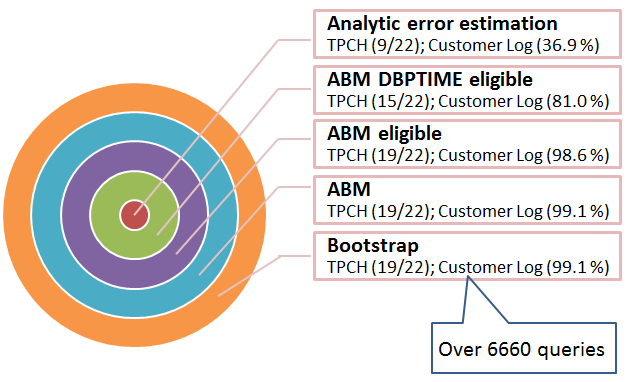 Analytic error estimation
TPCH (9/22); Customer Log (36.9 %)
ABM DBPTIME eligible
TPCH (15/22); Customer Log (81.0 %)
ABM eligible
TPCH (19/22); Customer Log (98.6 %)
ABM
TPCH (19/22); Customer Log (99.1 %)
Bootstrap
TPCH (19/22); Customer Log (99.1 %)
Over 6660 queries